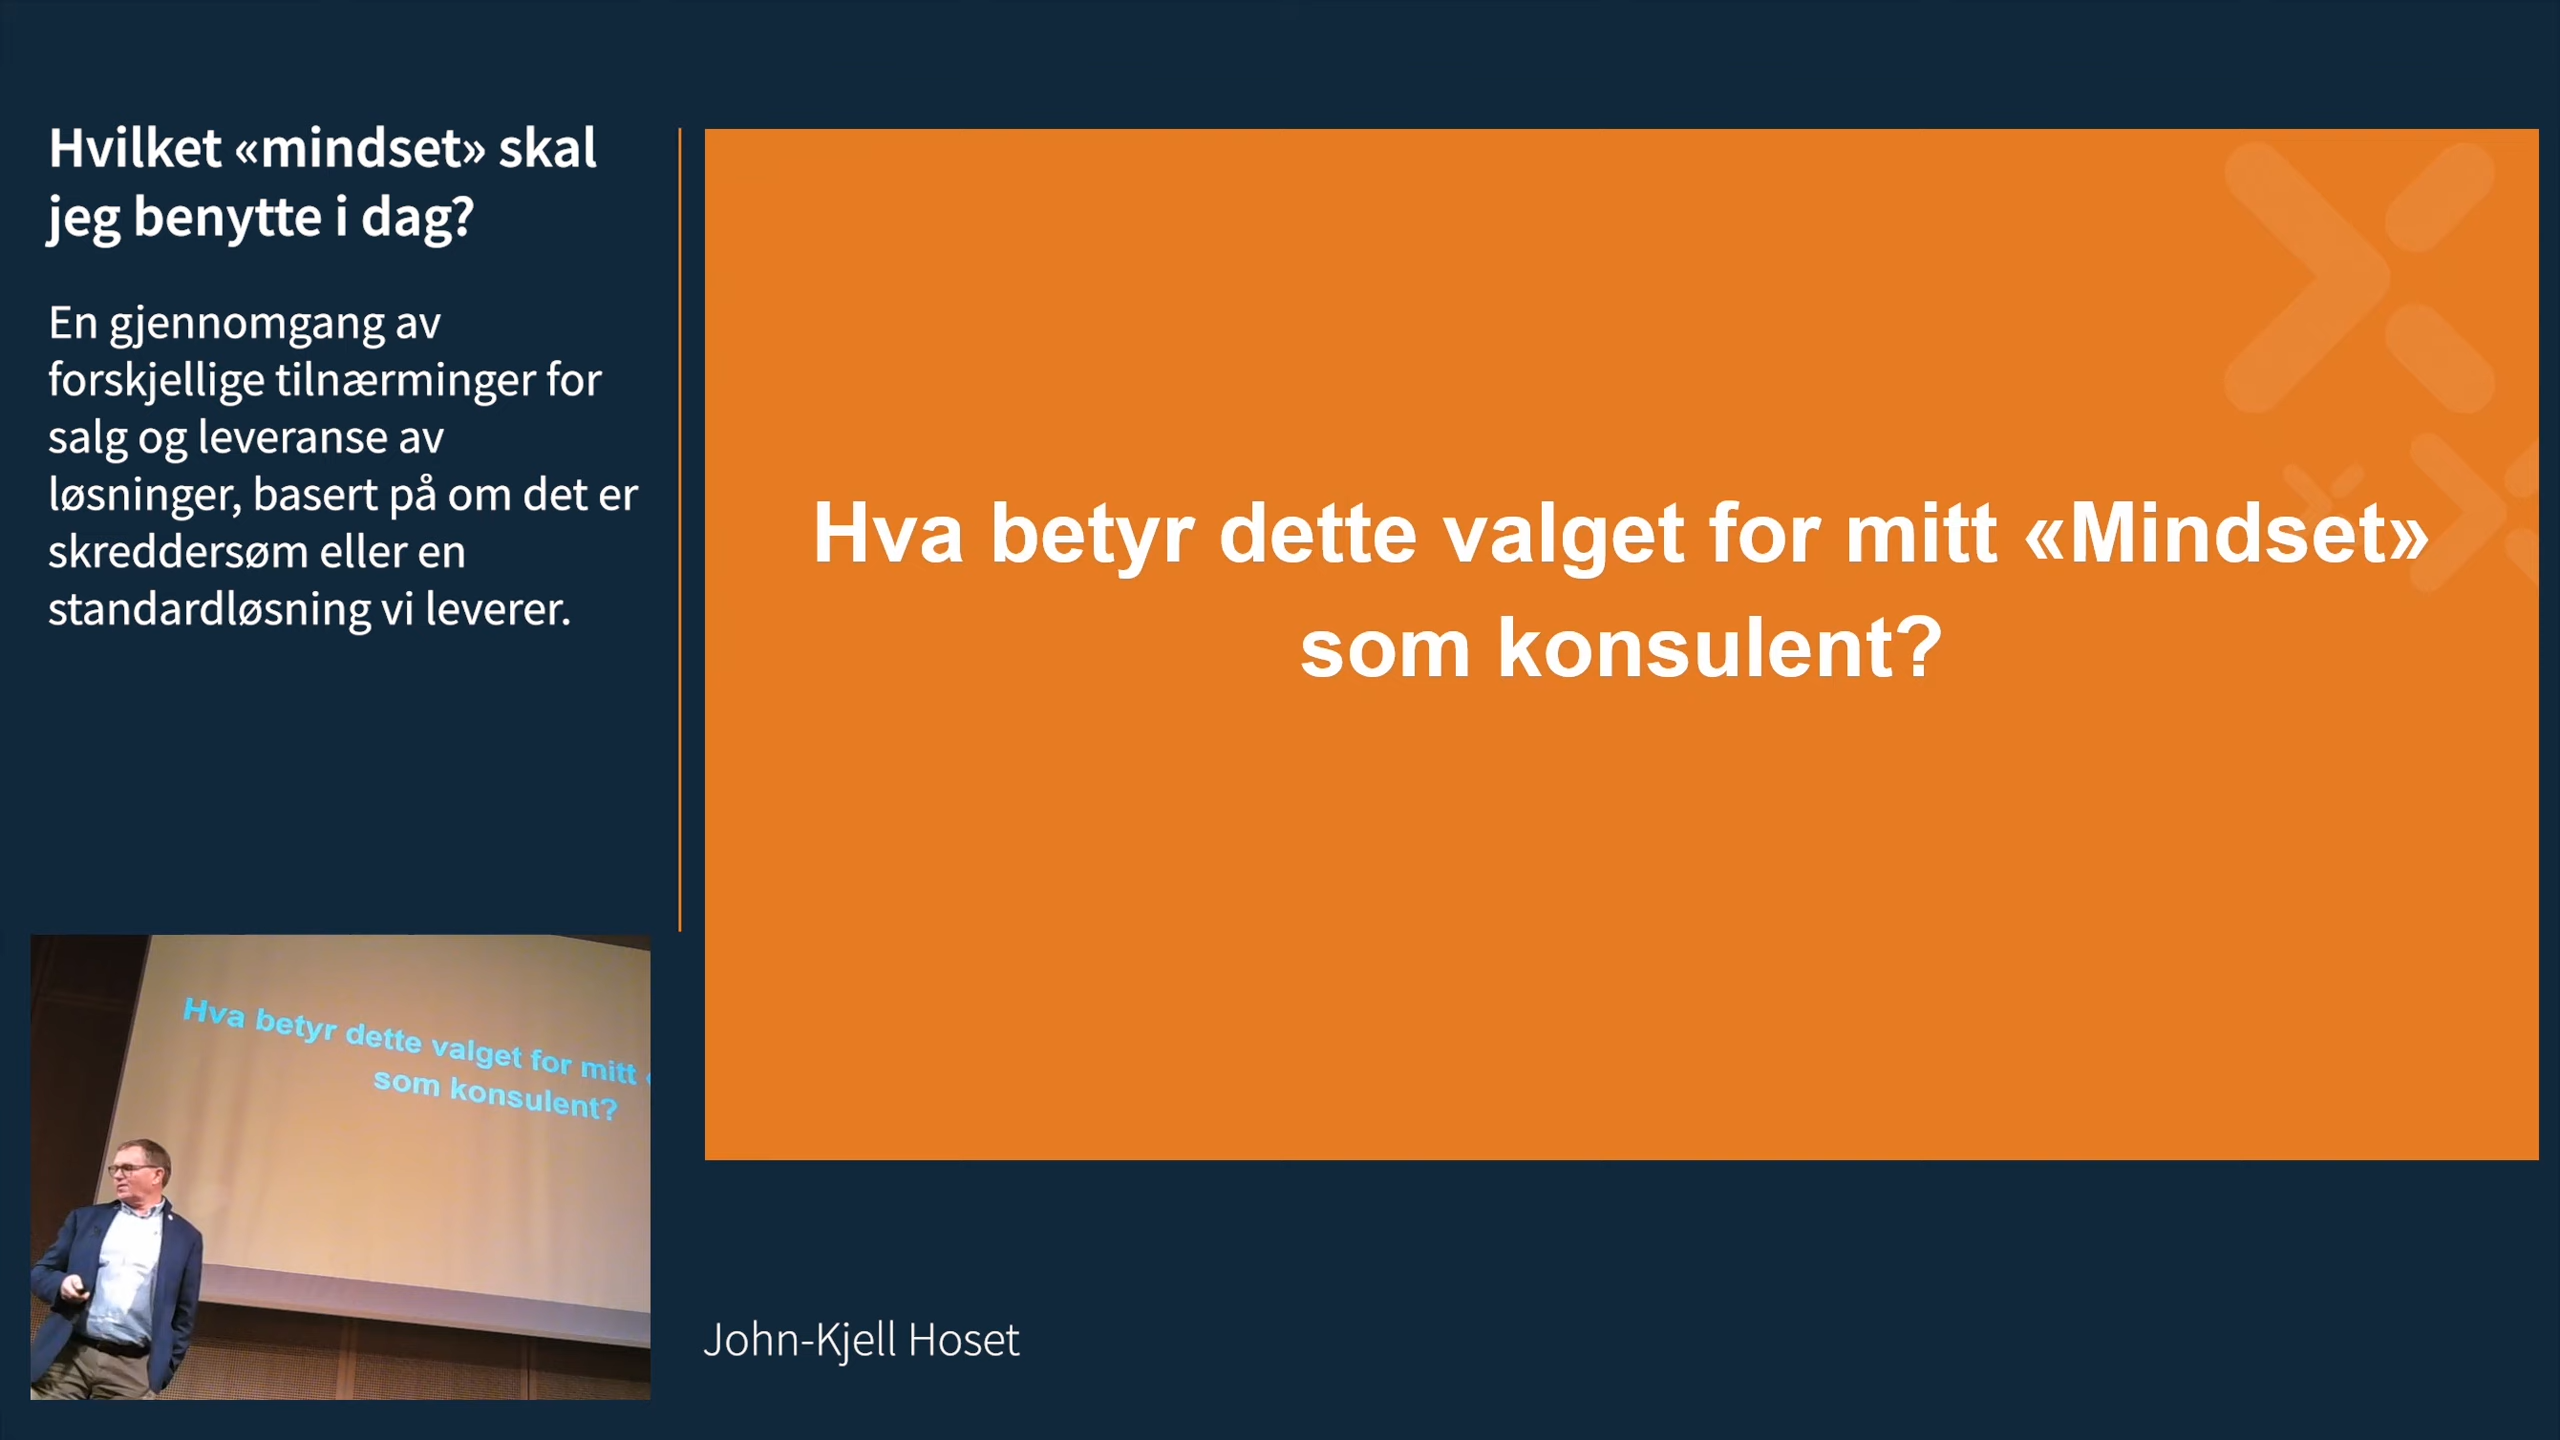 Hvilket «mindset» skal
jeg benytte i dag?
En gjennomgang av
forskjellige tilnærminger for
salg og leveranse av
løsninger, basert på om det er
skreddersøm eller en
standardløsning vi leverer.
Hva betyr dette valget for mitt «Mindset»
som konsulent?
Hva betyr dette valget for mitt «
som konsulent?
John-Kjell Hoset